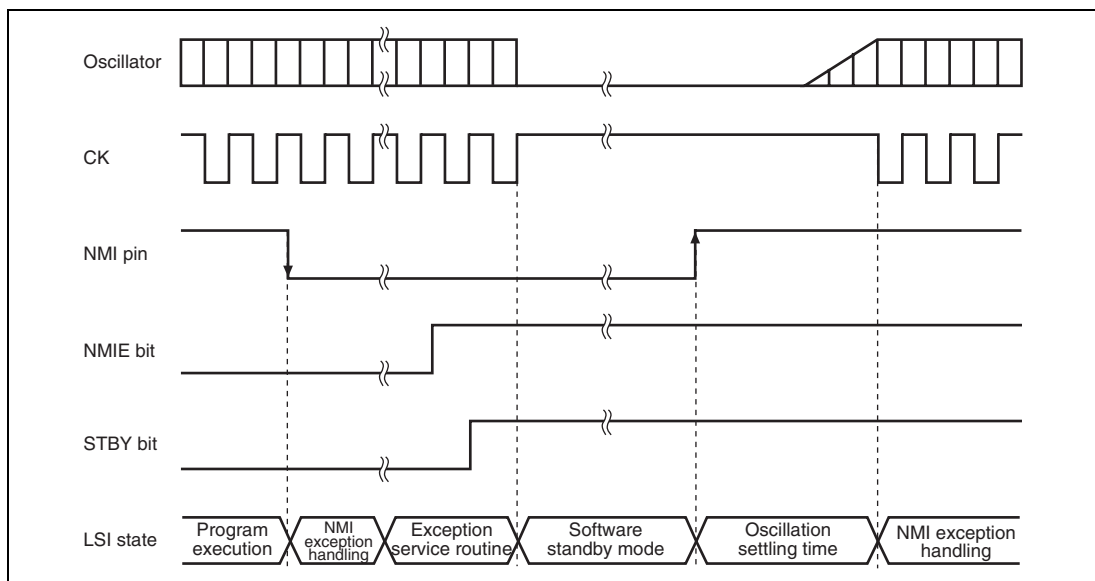 Oscillator
CK
NMI pin
NMIE bit
STBY bit
LSI state
Program
execution
NMI
exception
handling
Exception
service routine
Software
standby mode
Oscillation
settling time
NMI exception
handling